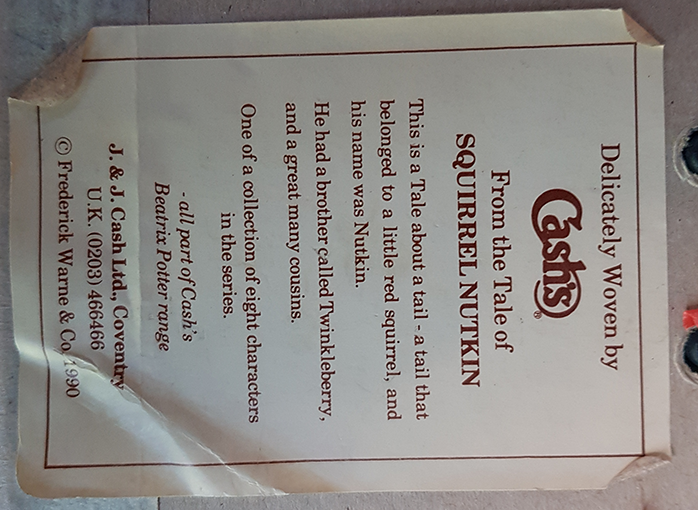 Delicately Woven by
Cash's®
From the Tale of
SQUIRREL NUTKIN
This is a Tale about a tail - a tail that
belonged to a little red squirrel, and
his name was Nutkin.
He had a brother called Twinkleberry,
and a great many cousins.
One of a collection of eight characters
in the series.
- all part of Cash's
Beatrix Potter range
J. & J. Cash Ltd., Coventry
U.K. (0203) 466466
© Frederick Warne & Co, 1990